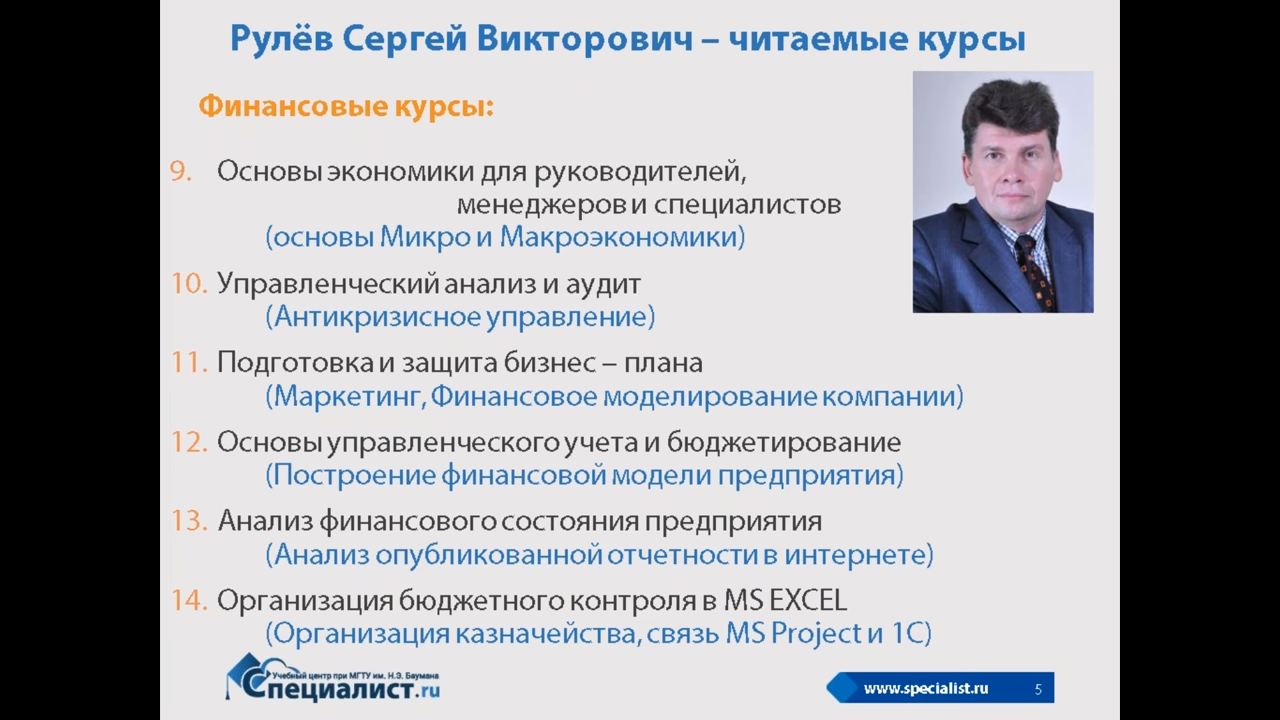 Рулёв Сергей Викторович – читаемые курсы
Финансовые курсы:
9. Основы экономики для руководителей,
менеджеров и специалистов
(основы Микро и Макроэкономики)
10. Управленческий анализ и аудит
(Антикризисное управление)
11. Подготовка и защита бизнес – плана
(Маркетинг, Финансовое моделирование компании)
12. Основы управленческого учета и бюджетирование
(Построение финансовой модели предприятия)
13. Анализ финансового состояния предприятия
(Анализ опубликованной отчетности в интернете)
14. Организация бюджетного контроля в MS EXCEL
(Организация казначейства, связь MS Project и 1С)
Учебный центр при МГТУ им. Н.Э. Баумана
Специалист.ru
www.specialist.ru 5